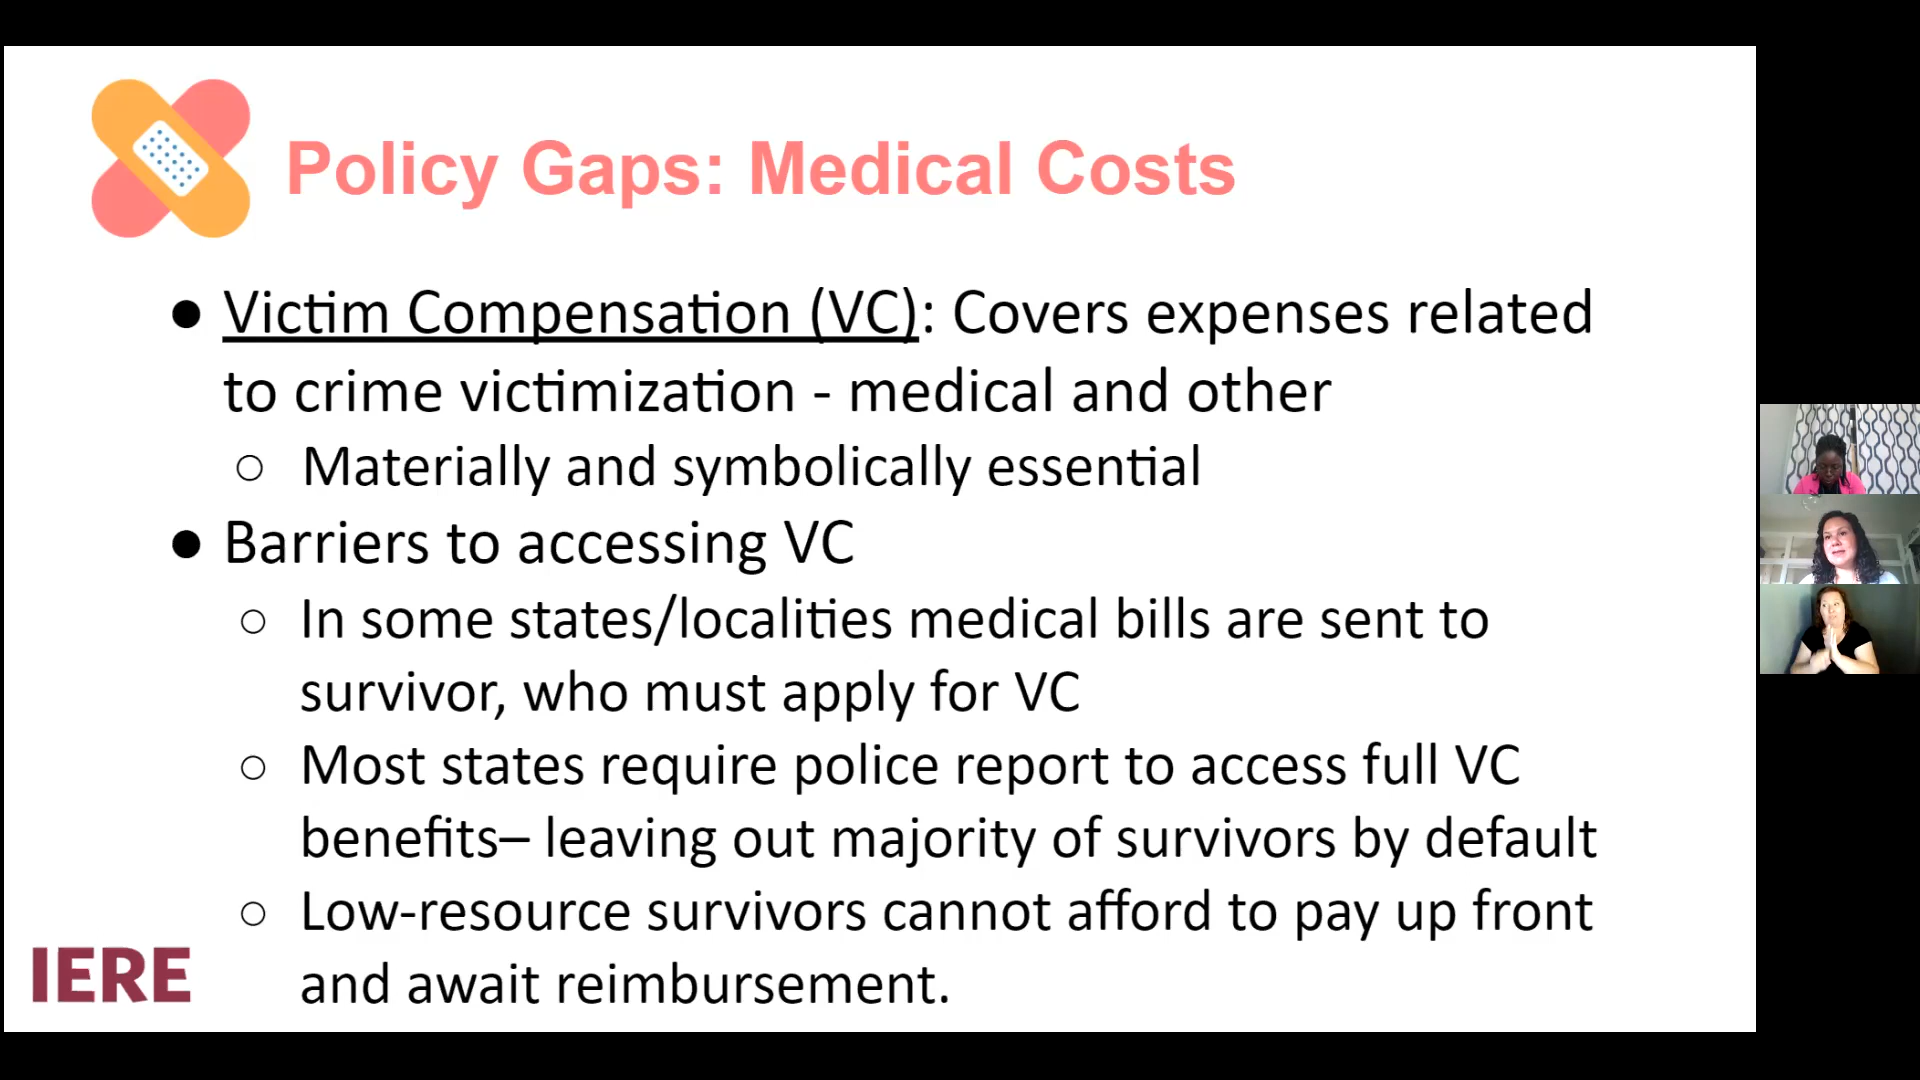 Policy Gaps: Medical Costs
● Victim Compensation (VC): Covers expenses related
to crime victimization - medical and other
○ Materially and symbolically essential
● Barriers to accessing VC
○ In some states/localities medical bills are sent to
survivor, who must apply for VC
○ Most states require police report to access full VC
benefits– leaving out majority of survivors by default
○ Low-resource survivors cannot afford to pay up front
and await reimbursement.
IERE